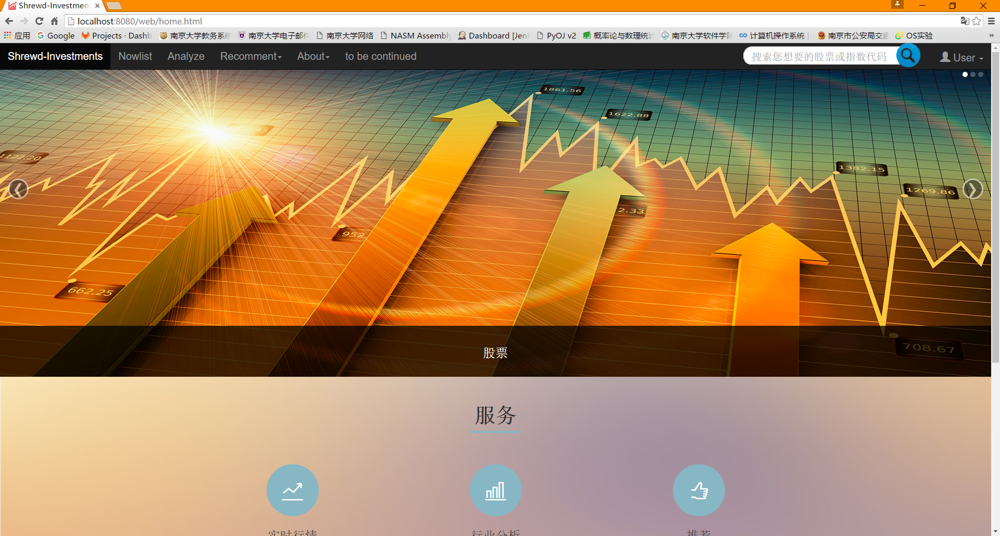 Shrewd-Investmen
localhost:8080/web/home.html
应用 Google Projects · Dashb 南京大学教务系统 南京大学电子邮件 南京大学网络 NASM Assembly Dashboard [Jen PyOJ v2 概率论与数理统计 南京大学软件学院 计算机操作系统 | 南京市公安局交通 OS实验 »
Shrewd-Investments Nowlist Analyze Recomment About to be continued 搜索您想要的股票或指数代码 User
1861.56
1622.88
1122.20
1382.15
1269.86
2.33
952.
662.25
708.67
股票
服务
实时行情 行业分析 推荐